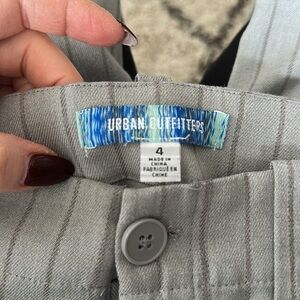 URBAN OUTFITTERS
4
MADE IN
CHINA
FABRIQUÉ EN
CHINE